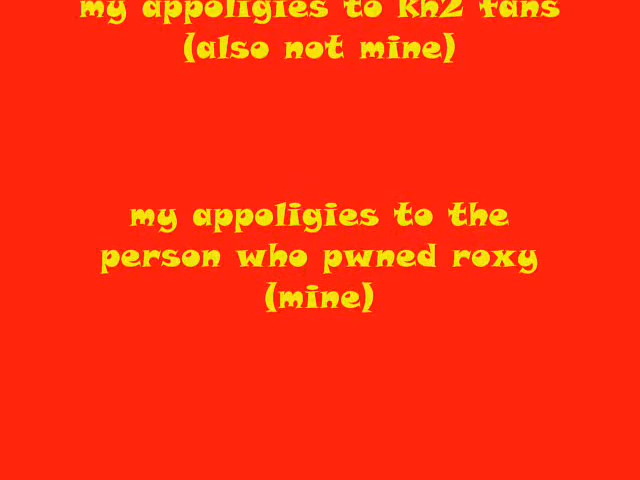 my appoligies to kh2 fans
(also not mine)
my appoligies to the
person who pwned roxy
(mine)